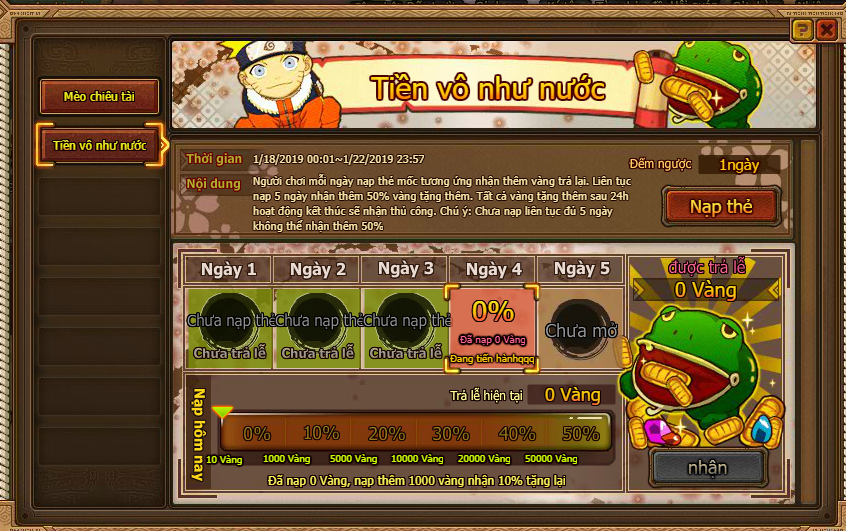 Tiền vô như nước
Mèo chiêu tài
Tiền vô như nước
Thời gian 1/18/2019 00:01~1/22/2019 23:57
Nội dung Người chơi mỗi ngày nạp thẻ mốc tương ứng nhận thêm vàng trả lại. Liên tục
nạp 5 ngày nhận thêm 50% vàng tặng thêm. Tất cả vàng tặng thêm sau 24h
hoạt động kết thúc sẽ nhận thủ công. Chú ý: Chưa nạp liên tục đủ 5 ngày
không thể nhận thêm 50%
Đếm ngược 1ngày
Nạp thẻ
Ngày 1 Ngày 2 Ngày 3 Ngày 4 Ngày 5
Chưa nạp thẻ Chưa nạp thẻ Chưa nạp thẻ 0% Chưa mở
Chưa trả lễ Chưa trả lễ Chưa trả lễ Đã nạp 0 Vàng
Đang tiến hànhqqq
được trả lễ
0 Vàng
Trả lễ hiện tại 0 Vàng
Nạp hôm nay
0% 10% 20% 30% 40% 50%
10 Vàng 1000 Vàng 5000 Vàng 10000 Vàng 20000 Vàng 50000 Vàng
Đã nạp 0 Vàng, nạp thêm 1000 vàng nhận 10% tặng lại
nhận